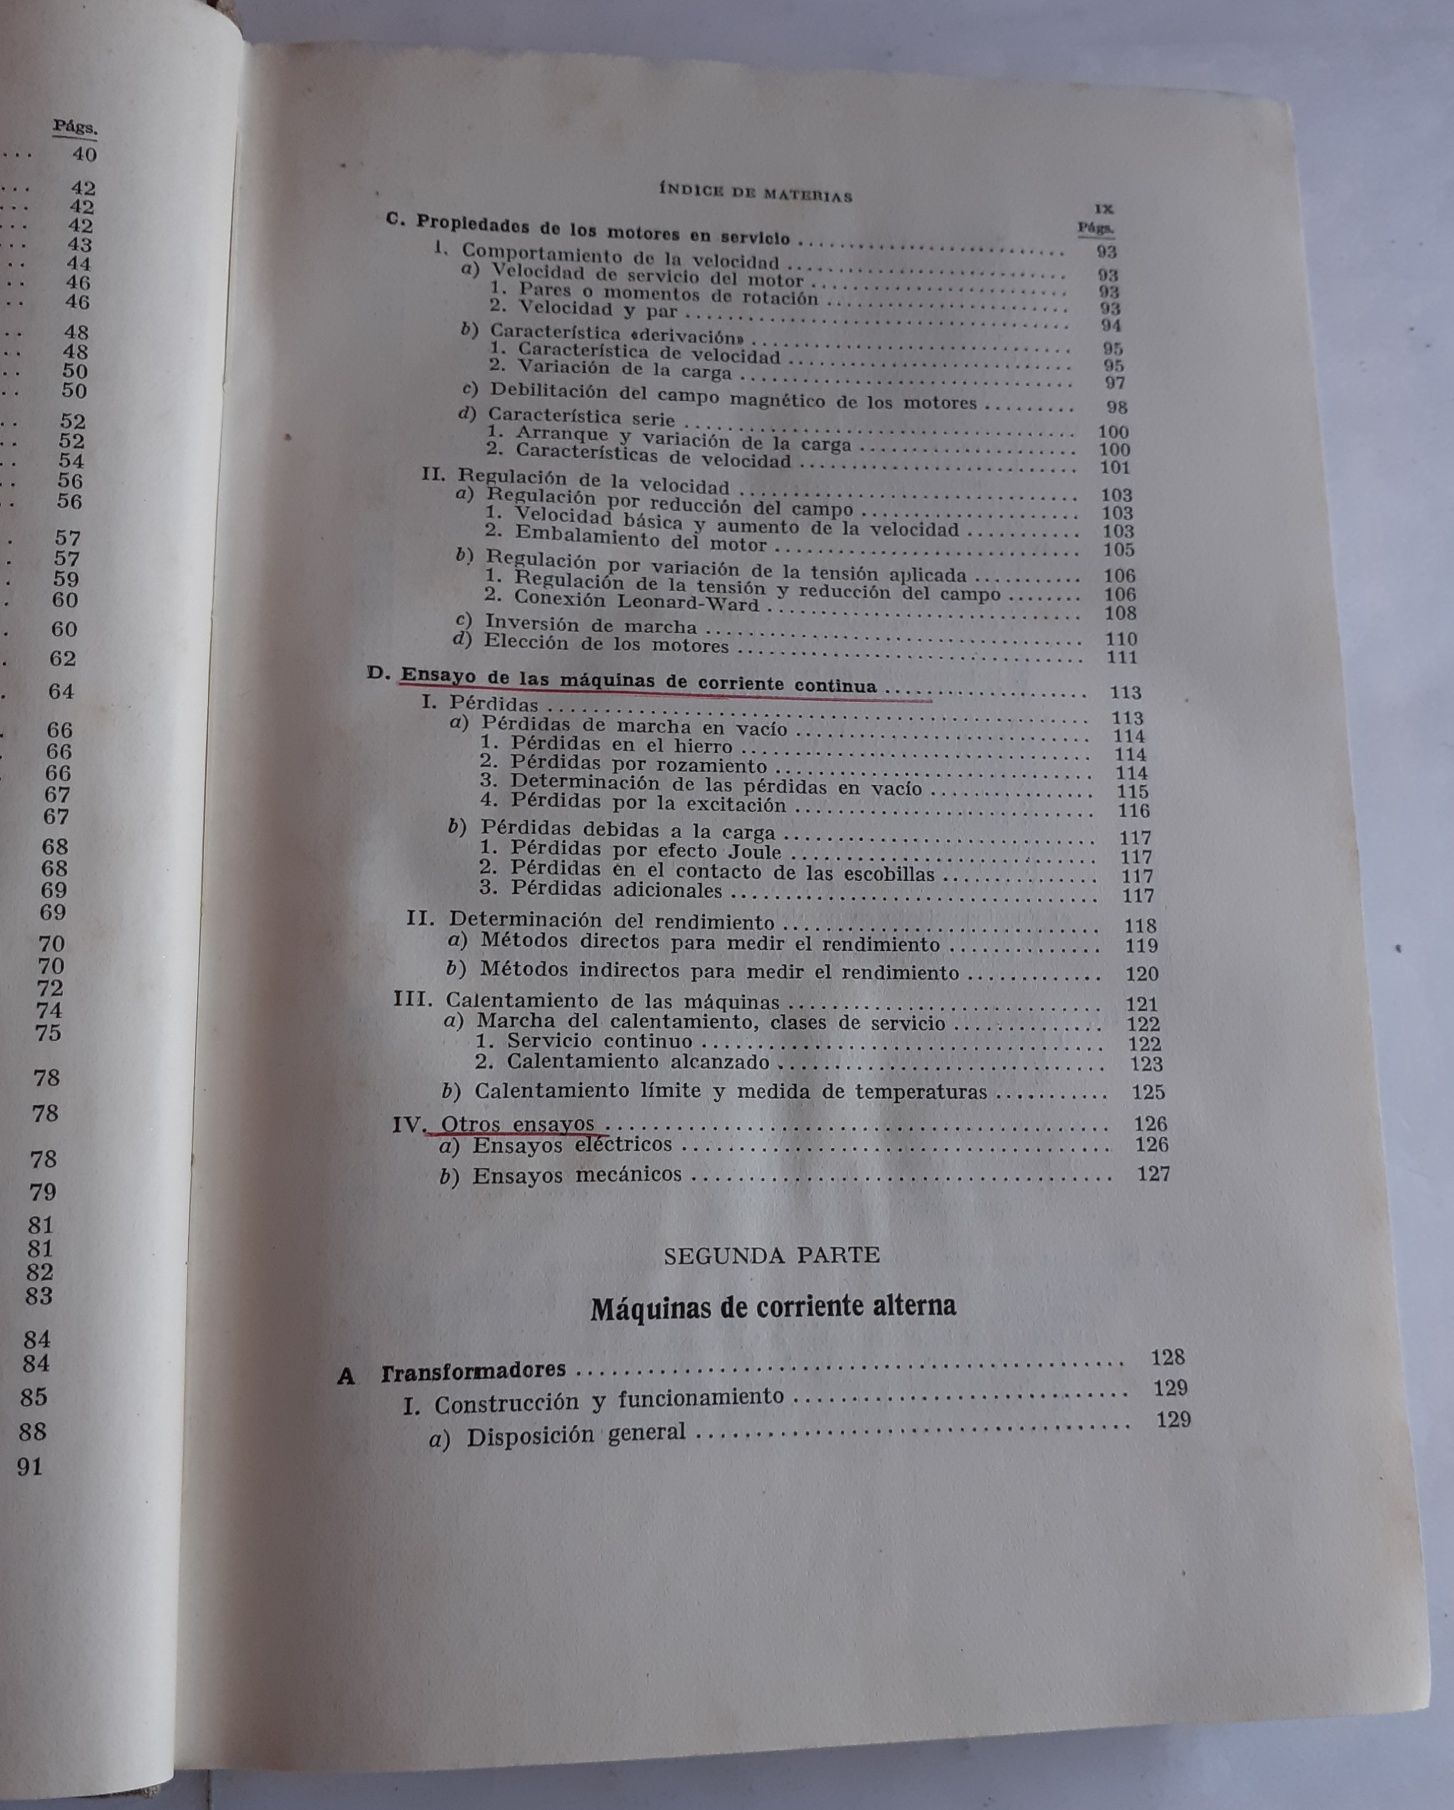 Págs.
... 40
... 42
... 42
... 42
... 43
.. 44
.. 46
.. 46
.. 48
.. 48
.. 50
.. 50
.. 52
.. 52
.. 54
.. 56
.. 56
. 57
. 57
. 59
. 60
. 60
. 62
. 64
. 66
. 66
. 66
67
67
68
68
69
69
70
70
72
74
75
78
78
78
79
81
81
82
83
84
84
85
88
91
ÍNDICE DE MATERIAS IX
Págs.
C. Propiedades de los motores en servicio ........................... 93
I. Comportamiento de la velocidad ........................... 93
a) Velocidad de servicio del motor ........................... 93
1. Pares o momentos de rotación ........................... 93
2. Velocidad y par ........................... 94
b) Característica «derivación» ........................... 95
1. Característica de velocidad ........................... 95
2. Variación de la carga ........................... 97
c) Debilitación del campo magnético de los motores ......... 98
d) Característica serie ........................... 100
1. Arranque y variación de la carga ........................... 100
2. Características de velocidad ........................... 101
II. Regulación de la velocidad ........................... 103
a) Regulación por reducción del campo ........................... 103
1. Velocidad básica y aumento de la velocidad ........... 103
2. Embalamiento del motor ........................... 105
b) Regulación por variación de la tensión aplicada ........... 106
1. Regulación de la tensión y reducción del campo ........ 106
2. Conexión Leonard-Ward ........................... 108
c) Inversión de marcha ........................... 110
d) Elección de los motores ........................... 111
D. Ensayo de las máquinas de corriente continua ................... 113
I. Pérdidas ........................... 113
a) Pérdidas de marcha en vacío ........................... 114
1. Pérdidas en el hierro ........................... 114
2. Pérdidas por rozamiento ........................... 114
3. Determinación de las pérdidas en vacío ............... 115
4. Pérdidas por la excitación ........................... 116
b) Pérdidas debidas a la carga ........................... 117
1. Pérdidas por efecto Joule ........................... 117
2. Pérdidas en el contacto de las escobillas ............... 117
3. Pérdidas adicionales ........................... 117
II. Determinación del rendimiento ........................... 118
a) Métodos directos para medir el rendimiento .............. 119
b) Métodos indirectos para medir el rendimiento ............. 120
III. Calentamiento de las máquinas ........................... 121
a) Marcha del calentamiento, clases de servicio .............. 122
1. Servicio continuo ........................... 122
2. Calentamiento alcanzado ........................... 123
b) Calentamiento límite y medida de temperaturas ........... 125
IV. Otros ensayos ........................... 126
a) Ensayos eléctricos ........................... 126
b) Ensayos mecánicos ........................... 127
SEGUNDA PARTE
Máquinas de corriente alterna
A Transformadores ........................... 128
I. Construcción y funcionamiento ........................... 129
a) Disposición general ........................... 129